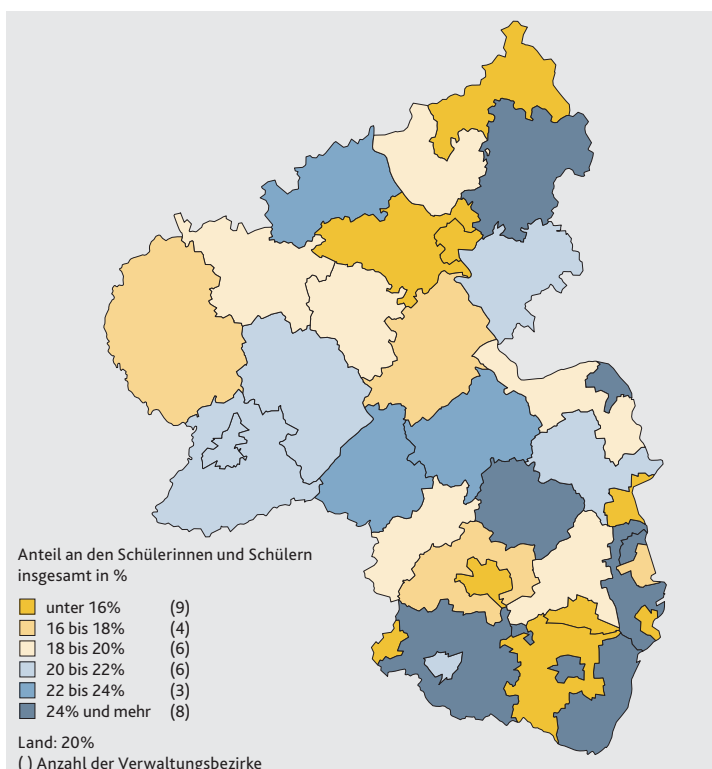 Anteil an den Schülerinnen und Schülern
insgesamt in %
unter 16% (9)
16 bis 18% (4)
18 bis 20% (6)
20 bis 22% (6)
22 bis 24% (3)
24% und mehr (8)
Land: 20%
( ) Anzahl der Verwaltungsbezirke